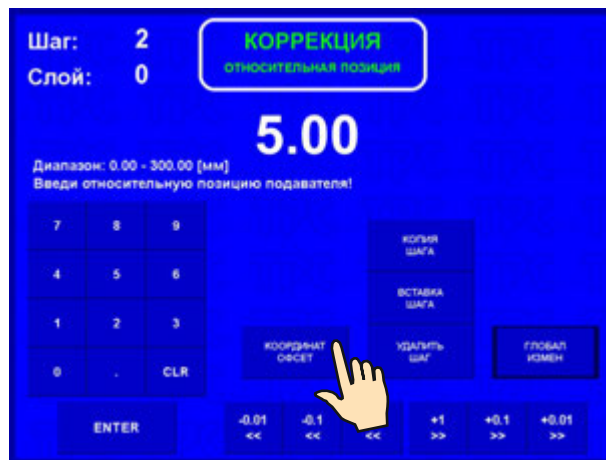 Шаг: 2
Слой: 0
КОРРЕКЦИЯ
ОТНОСИТЕЛЬНАЯ ПОЗИЦИЯ
5.00
Диапазон: 0.00 - 300.00 [мм]
Введи относительную позицию подавателя!
7 8 9
4 5 6
1 2 3
0 . CLR
ENTER
КОПИЯ
ШАГА
ВСТАВКА
ШАГА
КООРДИНАТ
ОФСЕТ
УДАЛИТЬ
ШАГ
ГЛОБАЛ
ИЗМЕН
-0.01 -0.1 +1 +0.1 +0.01
<< << << >> >> >>